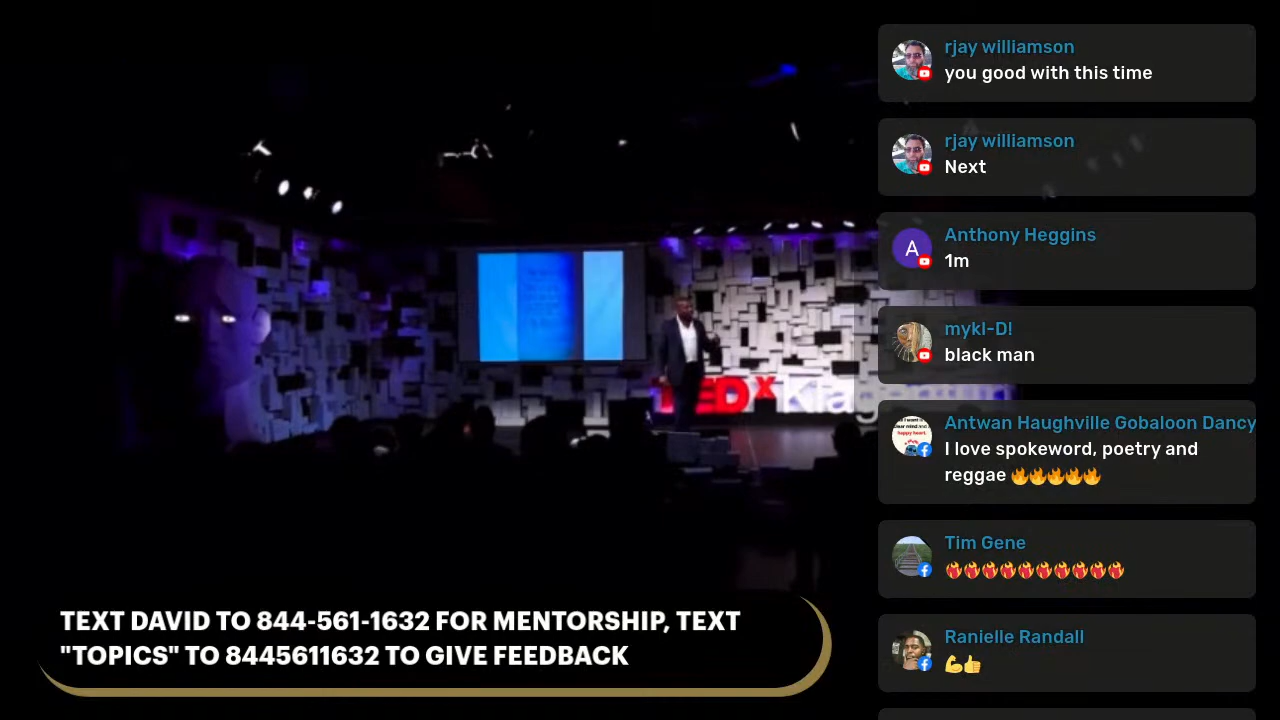 rjay williamson
you good with this time
rjay williamson
Next
A
Anthony Heggins
1m
mykl-D!
black man
Antwan Haughville Gobaloon Dancy
I love spokeword, poetry and
reggae 🔥🔥🔥🔥🔥
Tim Gene
❤️‍🔥❤️‍🔥❤️‍🔥❤️‍🔥❤️‍🔥❤️‍🔥❤️‍🔥❤️‍🔥❤️‍🔥❤️‍🔥
Ranielle Randall
💪👍
TEDx
TEXT DAVID TO 844-561-1632 FOR MENTORSHIP, TEXT
"TOPICS" TO 8445611632 TO GIVE FEEDBACK